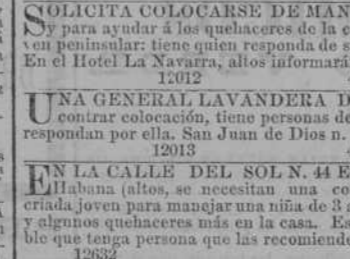 SOLICITA COLOCARSE DE MAN
y para ayudar á los quehaceres de la c
ven peninsular: tiene quien responda de s
En el Hotel La Navarra, altos informará
12012
UNA GENERAL LAVANDERA D
contrar colocación, tiene personas de
respondan por ella. San Juan de Dios n.
12013
EN LA CALLE DEL SOL N. 44 E
Habana (altos, se necesitan una co
criada joven para manejar una niña de 3 a
y algunos quehaceres más en la casa. Es
ble que tenga persona que las recomiende
12632